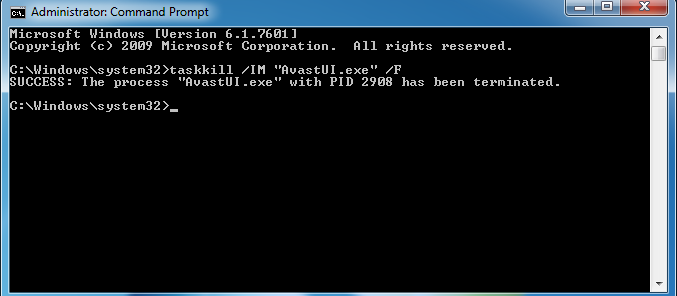 Administrator: Command Prompt
Microsoft Windows [Version 6.1.7601]
Copyright (c) 2009 Microsoft Corporation.  All rights reserved.
C:\Windows\system32>taskkill /IM "AvastUI.exe" /F
SUCCESS: The process "AvastUI.exe" with PID 2908 has been terminated.
C:\Windows\system32>_